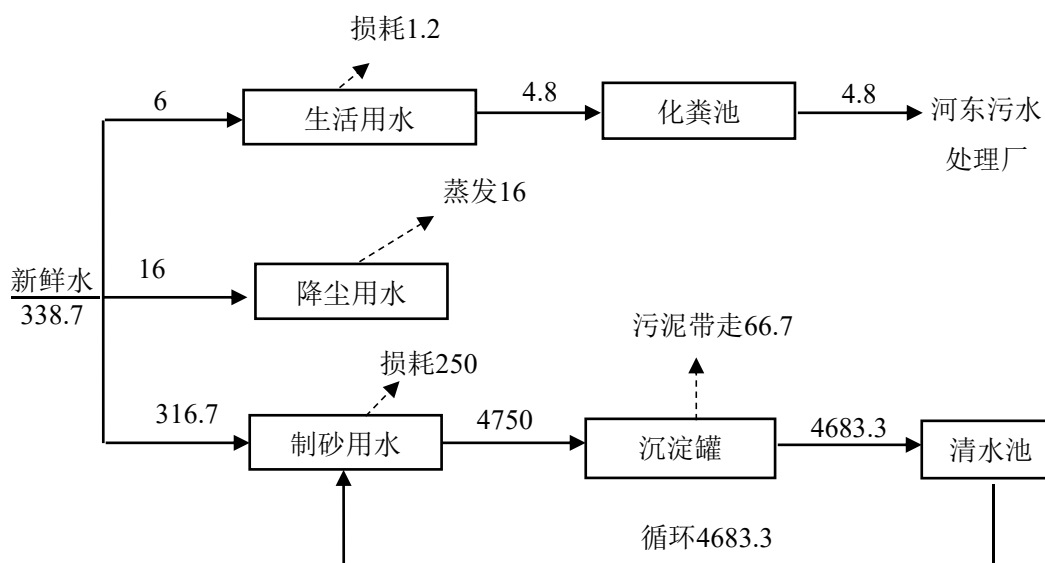 损耗1.2
6
生活用水
4.8
化粪池
4.8
河东污水
处理厂
蒸发16
新鲜水
338.7
16
降尘用水
污泥带走66.7
损耗250
316.7
制砂用水
4750
沉淀罐
4683.3
清水池
循环4683.3